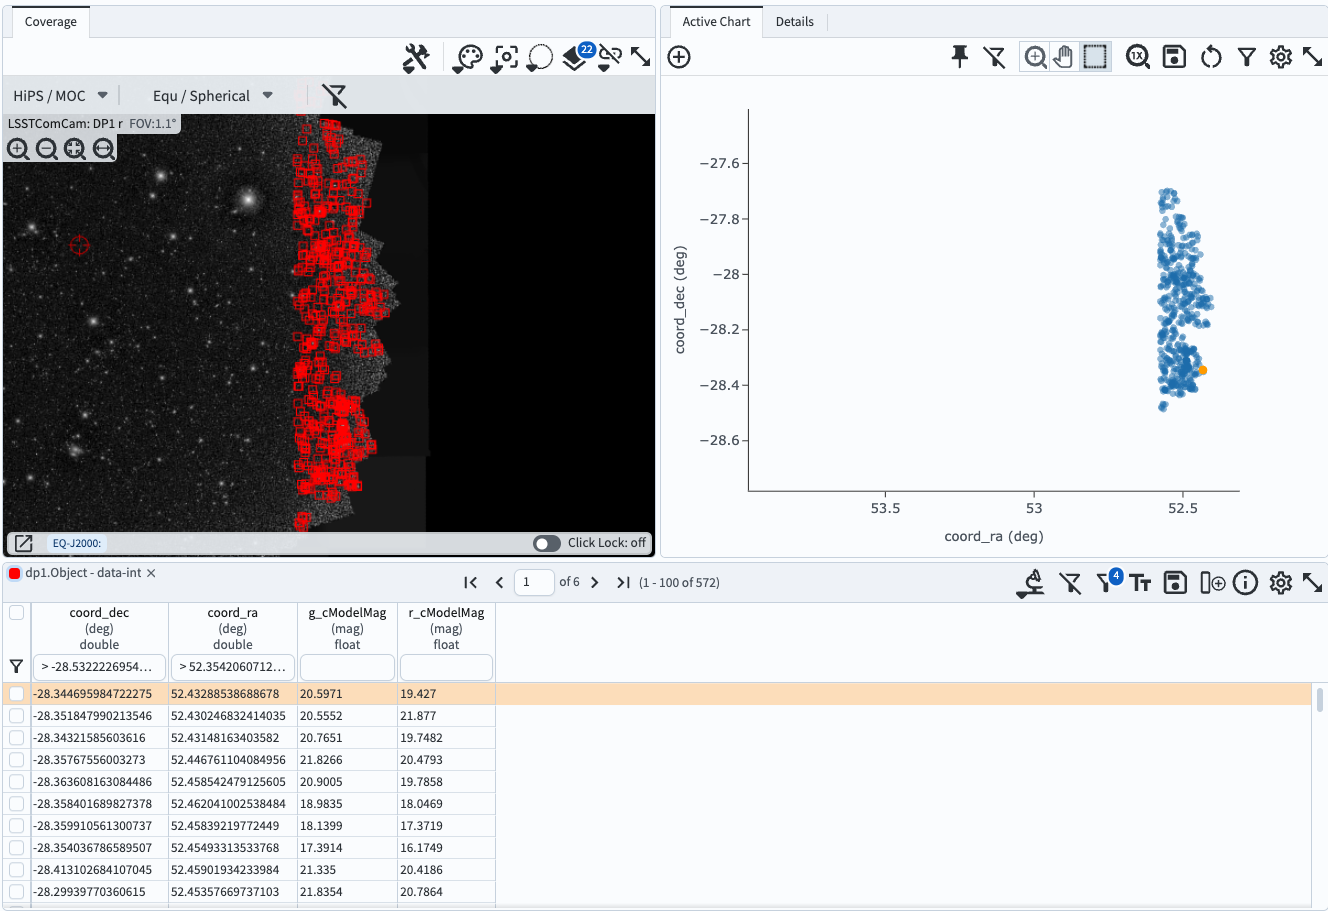 Coverage
22
HiPS / MOC Equ / Spherical
LSSTComCam: DP1 r FOV:1.1°
EQ-J2000: Click Lock: off
Active Chart Details
1X
−27.6
−27.8
−28
−28.2
−28.4
−28.6
coord_dec (deg)
53.5 53 52.5
coord_ra (deg)
dp1.Object - data-int
1 of 6 (1 - 100 of 572)
4
coord_dec coord_ra g_cModelMag r_cModelMag
(deg) (deg) (mag) (mag)
double double float float
> -28.5322226954... > 52.3542060712...
-28.344695984722275 52.43288538688678 20.5971 19.427
-28.351847990213546 52.430246832414035 20.5552 21.877
-28.34321585603616 52.43148163403582 20.7651 19.7482
-28.35767556003273 52.446761104084956 21.8266 20.4793
-28.363608163084486 52.458542479125605 20.9005 19.7858
-28.358401689827378 52.462041002538484 18.9835 18.0469
-28.359910561300737 52.45839219772449 18.1399 17.3719
-28.354036786589507 52.45493313533768 17.3914 16.1749
-28.413102684107045 52.45901934233984 21.335 20.4186
-28.29939770360615 52.45357669737103 21.8354 20.7864